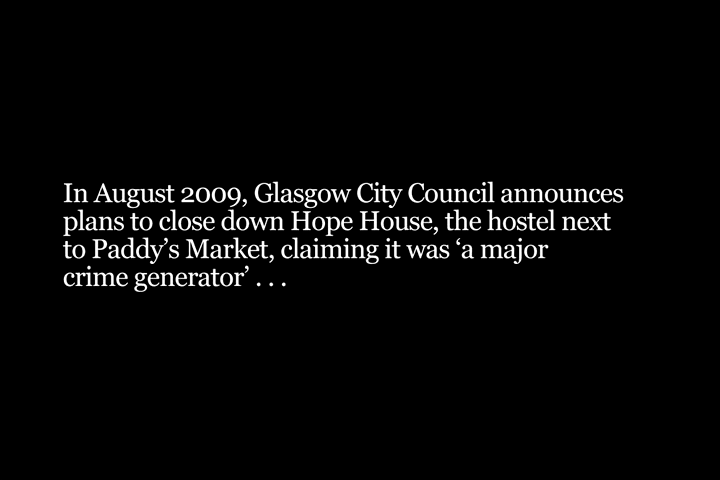 In August 2009, Glasgow City Council announces
plans to close down Hope House, the hostel next
to Paddy’s Market, claiming it was ‘a major
crime generator’ . . .